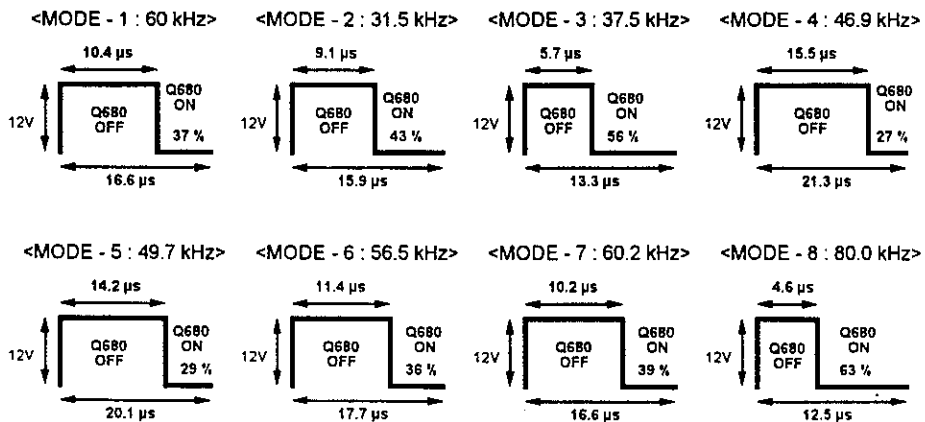 <MODE - 1 : 60 kHz> <MODE - 2 : 31.5 kHz> <MODE - 3 : 37.5 kHz> <MODE - 4 : 46.9 kHz>
10.4 µs 9.1 µs 5.7 µs 15.5 µs
12V Q680 OFF Q680 ON 37 % 12V Q680 OFF Q680 ON 43 % 12V Q680 OFF Q680 ON 56 % 12V Q680 OFF Q680 ON 27 %
16.6 µs 15.9 µs 13.3 µs 21.3 µs
<MODE - 5 : 49.7 kHz> <MODE - 6 : 56.5 kHz> <MODE - 7 : 60.2 kHz> <MODE - 8 : 80.0 kHz>
14.2 µs 11.4 µs 10.2 µs 4.6 µs
12V Q680 OFF Q680 ON 29 % 12V Q680 OFF Q680 ON 36 % 12V Q680 OFF Q680 ON 39 % 12V Q680 OFF Q680 ON 63 %
20.1 µs 17.7 µs 16.6 µs 12.5 µs